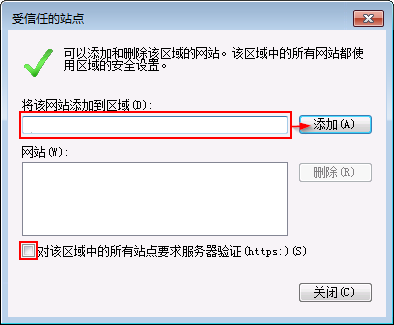 受信任的站点
可以添加和删除该区域的网站。该区域中的所有网站都使
用区域的安全设置。
将该网站添加到区域(D):
添加(A)
网站(W):
删除(R)
对该区域中的所有站点要求服务器验证(https:)(S)
关闭(C)